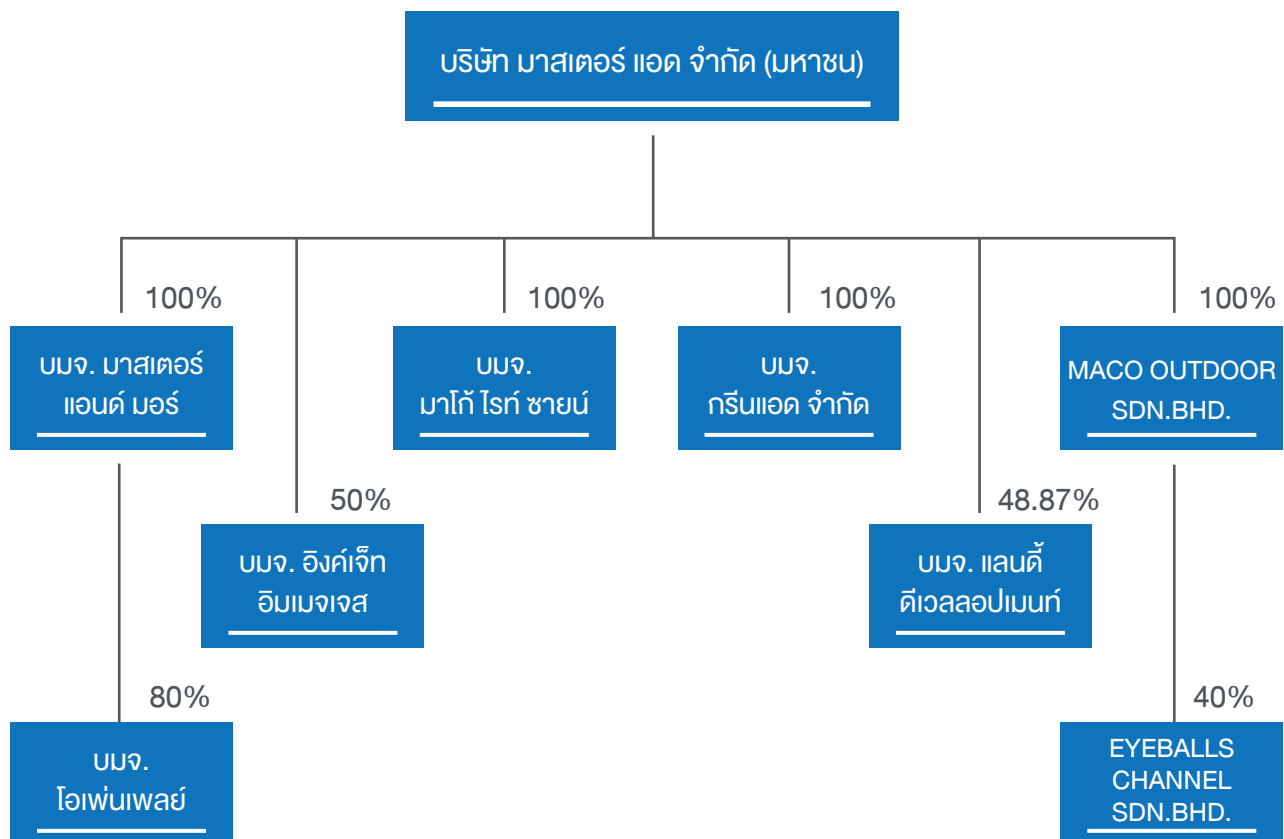 บริษัท มาสเตอร์ แอด จำกัด (มหาชน)
100%
100%
100%
100%
บมจ. มาสเตอร์
แอนด์ มอร์
บมจ.
มาโก้ ไรท์ ซายน์
บมจ.
กรีนแอด จำกัด
MACO OUTDOOR
SDN.BHD.
50%
48.87%
บมจ. อิงค์เจ็ท
อิมเมจเจส
บมจ. แลนดี้
ดีเวลลอปเมนท์
80%
40%
บมจ.
โอเพ่นเพลย์
EYEBALLS
CHANNEL
SDN.BHD.